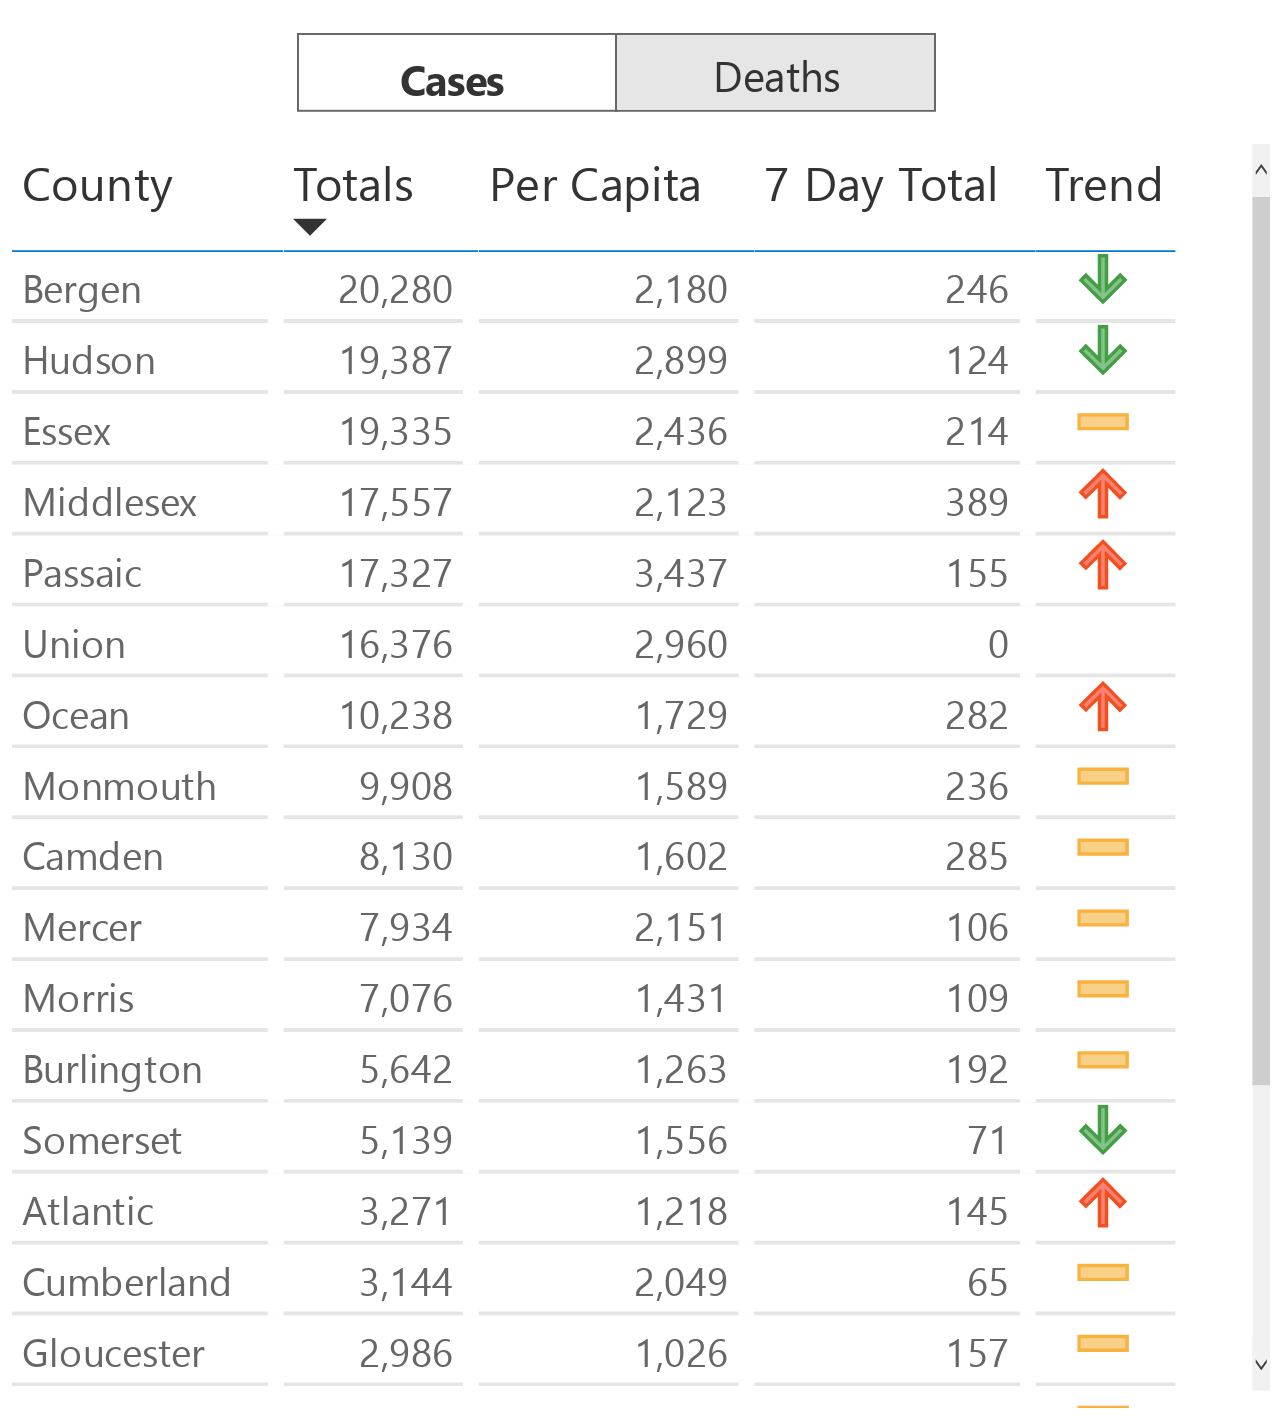 Cases Deaths
County Totals Per Capita 7 Day Total Trend
Bergen 20,280 2,180 246
Hudson 19,387 2,899 124
Essex 19,335 2,436 214
Middlesex 17,557 2,123 389
Passaic 17,327 3,437 155
Union 16,376 2,960 0
Ocean 10,238 1,729 282
Monmouth 9,908 1,589 236
Camden 8,130 1,602 285
Mercer 7,934 2,151 106
Morris 7,076 1,431 109
Burlington 5,642 1,263 192
Somerset 5,139 1,556 71
Atlantic 3,271 1,218 145
Cumberland 3,144 2,049 65
Gloucester 2,986 1,026 157